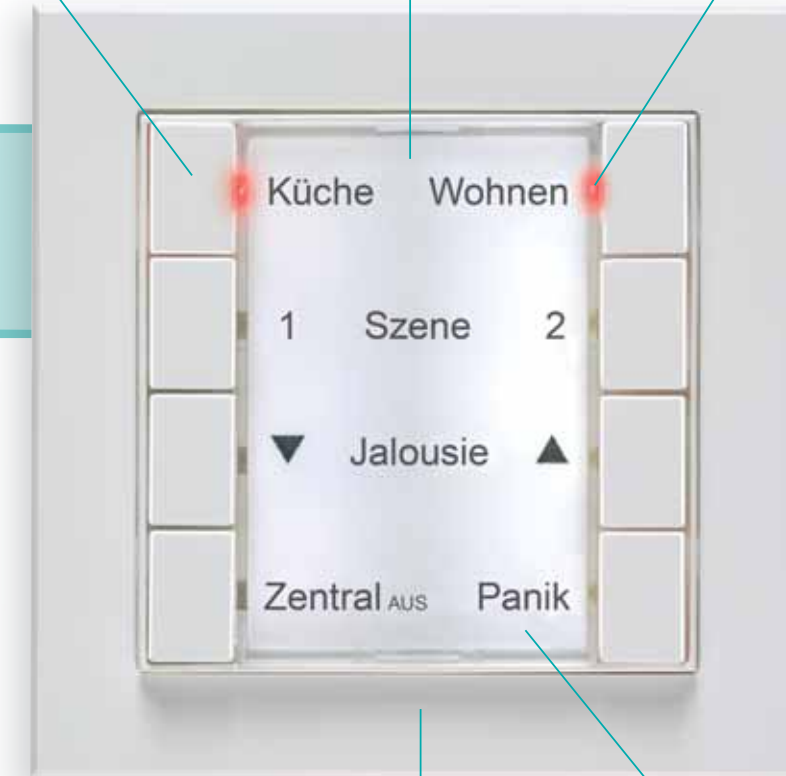 Küche Wohnen
1 Szene 2
▼ Jalousie ▲
Zentral AUS Panik